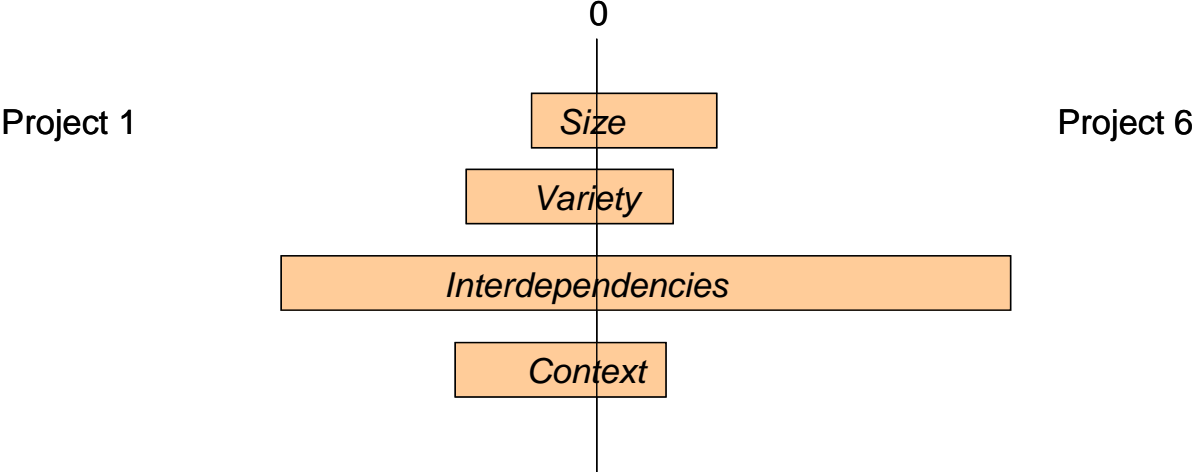 0
Project 1
Size
Project 6
Variety
Interdependencies
Context